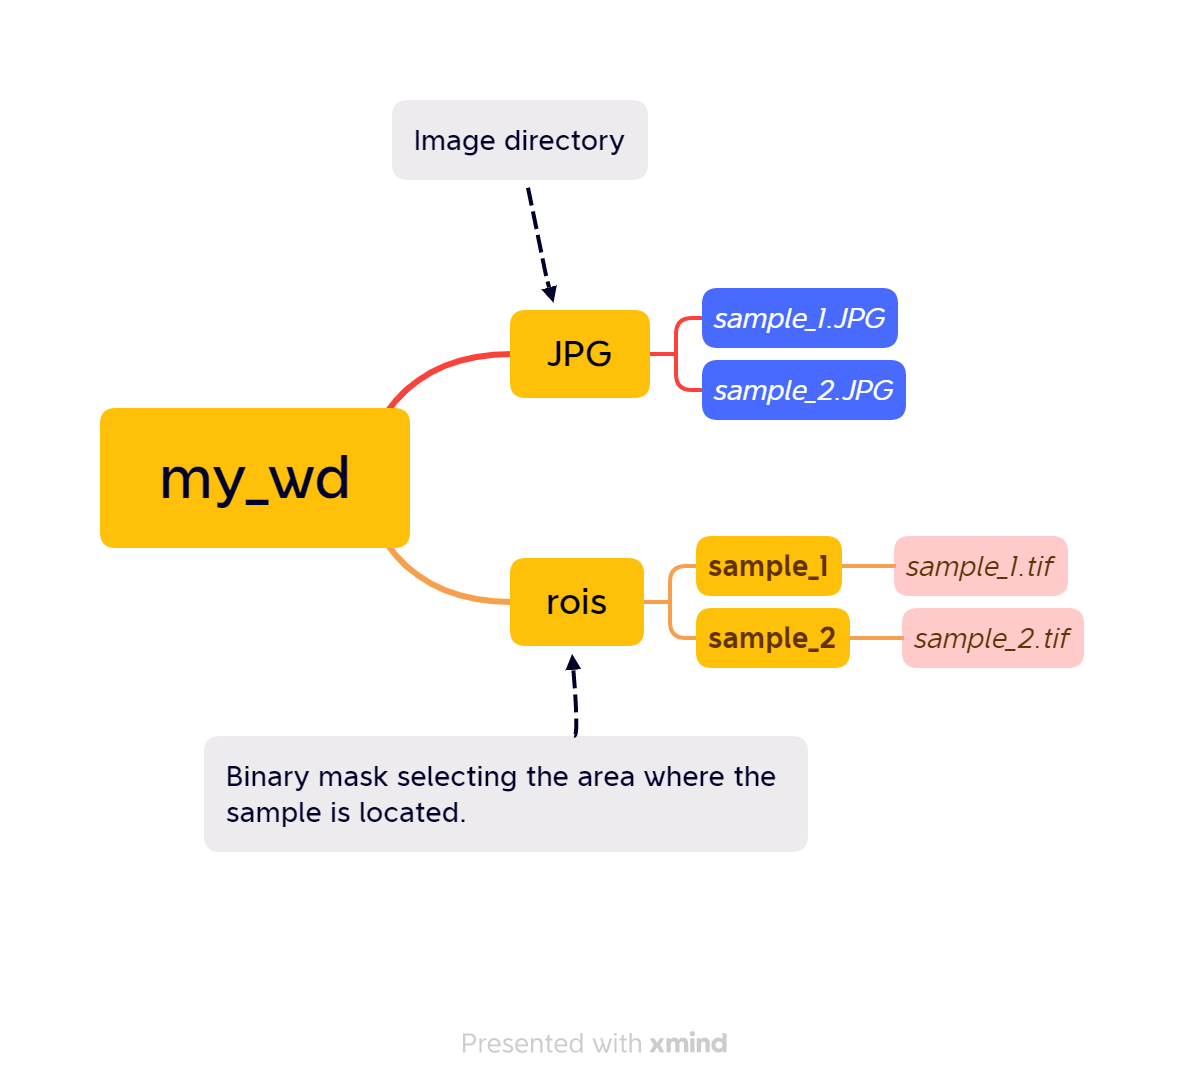 Image directory
JPG
sample_1.JPG
sample_2.JPG
my_wd
rois
sample_1
sample_1.tif
sample_2
sample_2.tif
Binary mask selecting the area where the
sample is located.
Presented with xmind